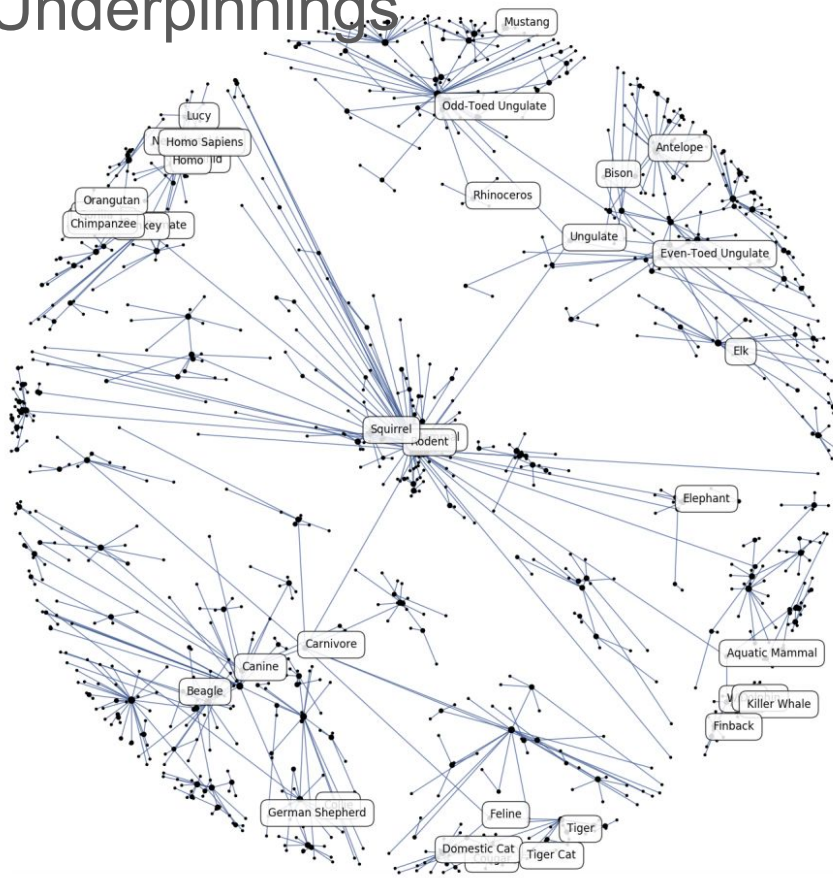 Underpinnings
Mustang
Odd-Toed Ungulate
Lucy
Homo Sapiens
Homo
Antelope
Bison
Orangutan
Rhinoceros
Chimpanzee
Ungulate
Even-Toed Ungulate
Elk
Squirrel
Rodent
Elephant
Carnivore
Aquatic Mammal
Canine
Beagle
Killer Whale
Finback
German Shepherd
Feline
Tiger
Domestic Cat
Tiger Cat
Cougar